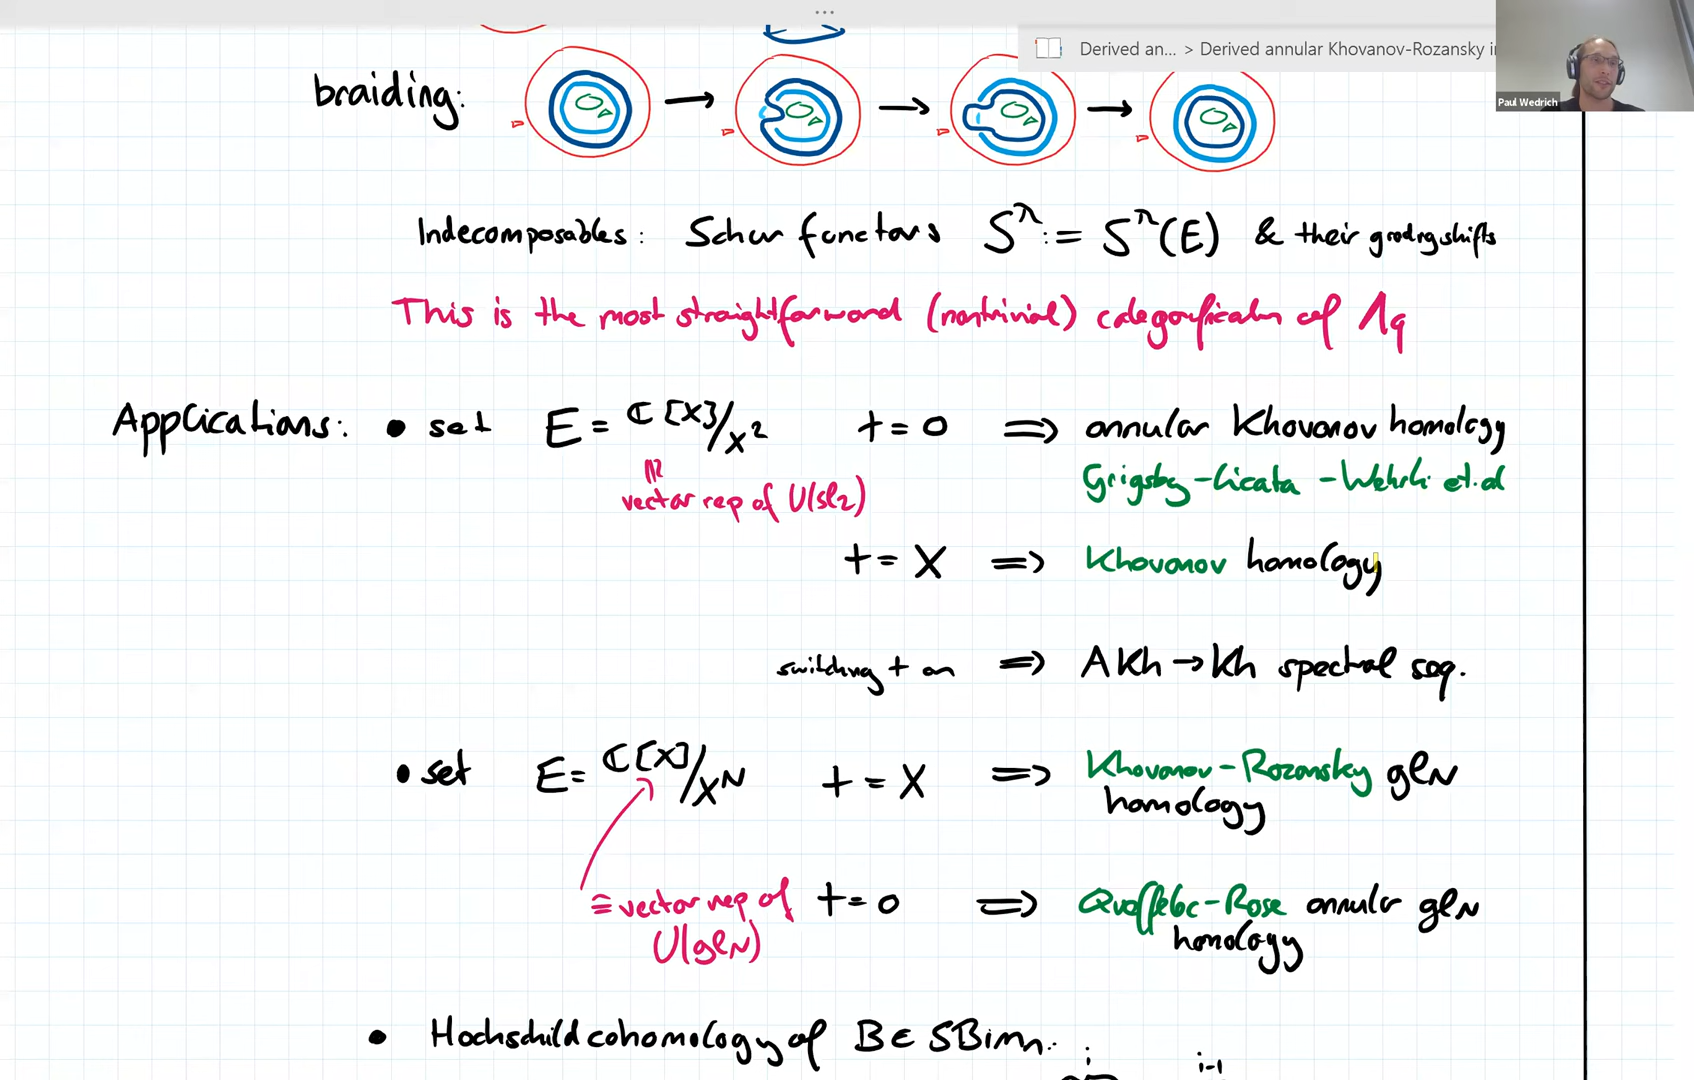 Derived an... > Derived annular Khovanov-Rozansky in
Paul Wedrich
braiding:
Indecomposables: Schur functors S^λ := S^λ(E) & their grading shifts
This is the most straightforward (nontrivial) categorification of Λq
Applications: • set E = ℂ[X]/X² t = 0 ⇒ annular Khovanov homology
≅ vector rep of U(sl₂)
Grigsby-Licata-Wehrli et.al
t = X ⇒ Khovanov homology
switching t on ⇒ AKh → Kh spectral seq.
• set E = ℂ[X]/X^N t = X ⇒ Khovanov-Rozansky glN
homology
≅ vector rep of U(glN)
t = 0 ⇒ Queffelec-Rose annular glN
homology
• Hochschild cohomology of B ∈ SBimn:
i i-1